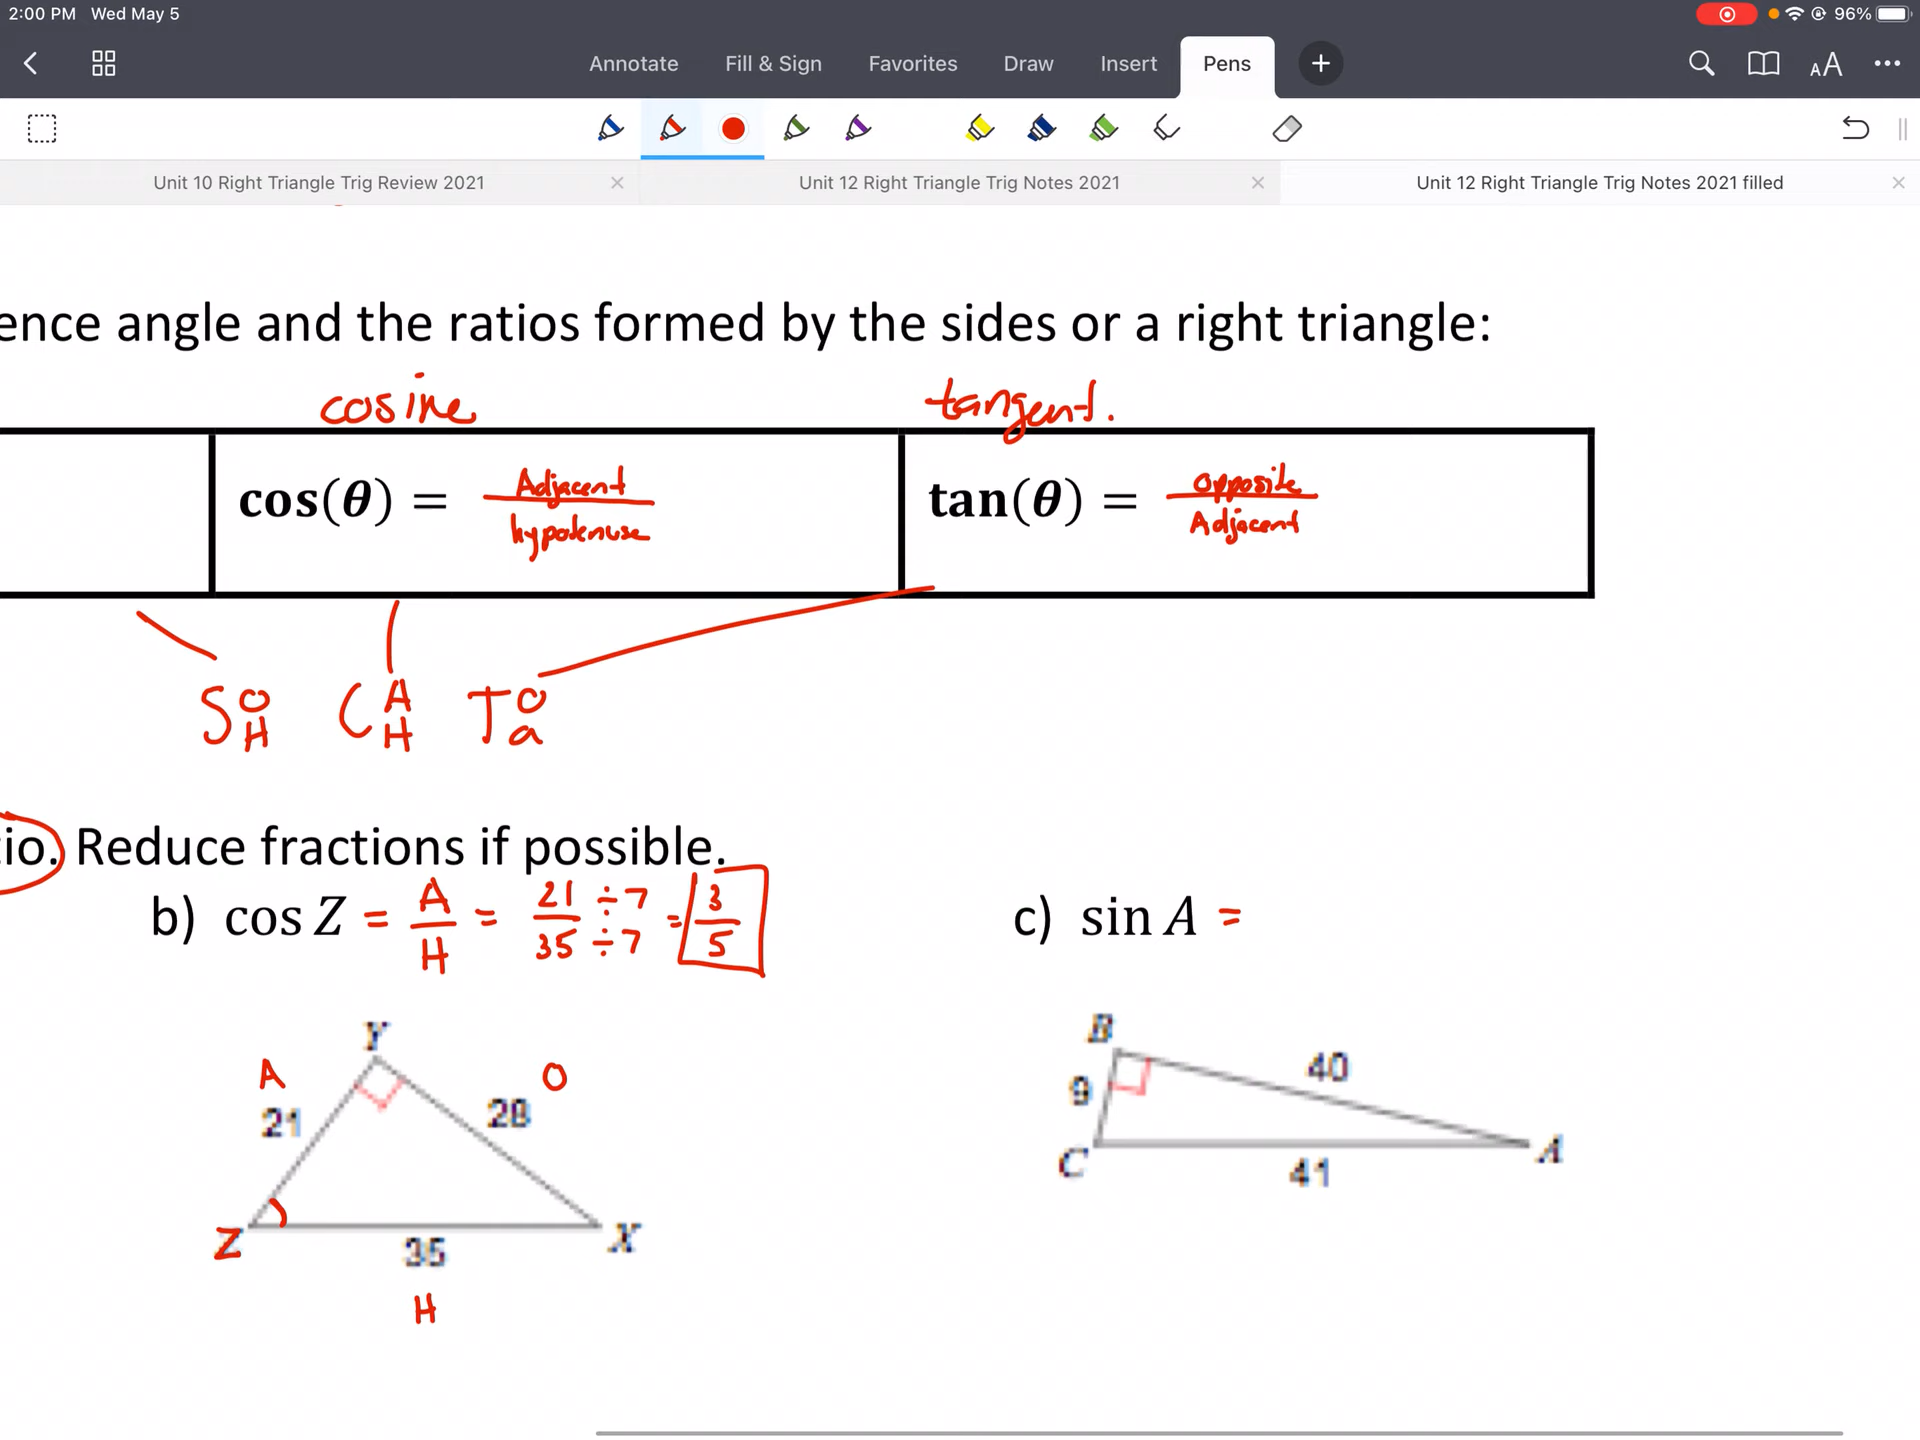 2:00 PM Wed May 5
96%
Annotate Fill & Sign Favorites Draw Insert Pens
AA
Unit 10 Right Triangle Trig Review 2021
Unit 12 Right Triangle Trig Notes 2021
Unit 12 Right Triangle Trig Notes 2021 filled
ence angle and the ratios formed by the sides or a right triangle:
cosine
tangent.
cos(θ) = Adjacent / hypotenuse
tan(θ) = opposite / Adjacent
S O/H C A/H T O/a
io. Reduce fractions if possible.
b) cos Z = A/H = 21 ÷7 / 35 ÷7 = 3/5
c) sin A =
Y
A
O
21
28
Z
X
35
H
B
40
9
C
A
41